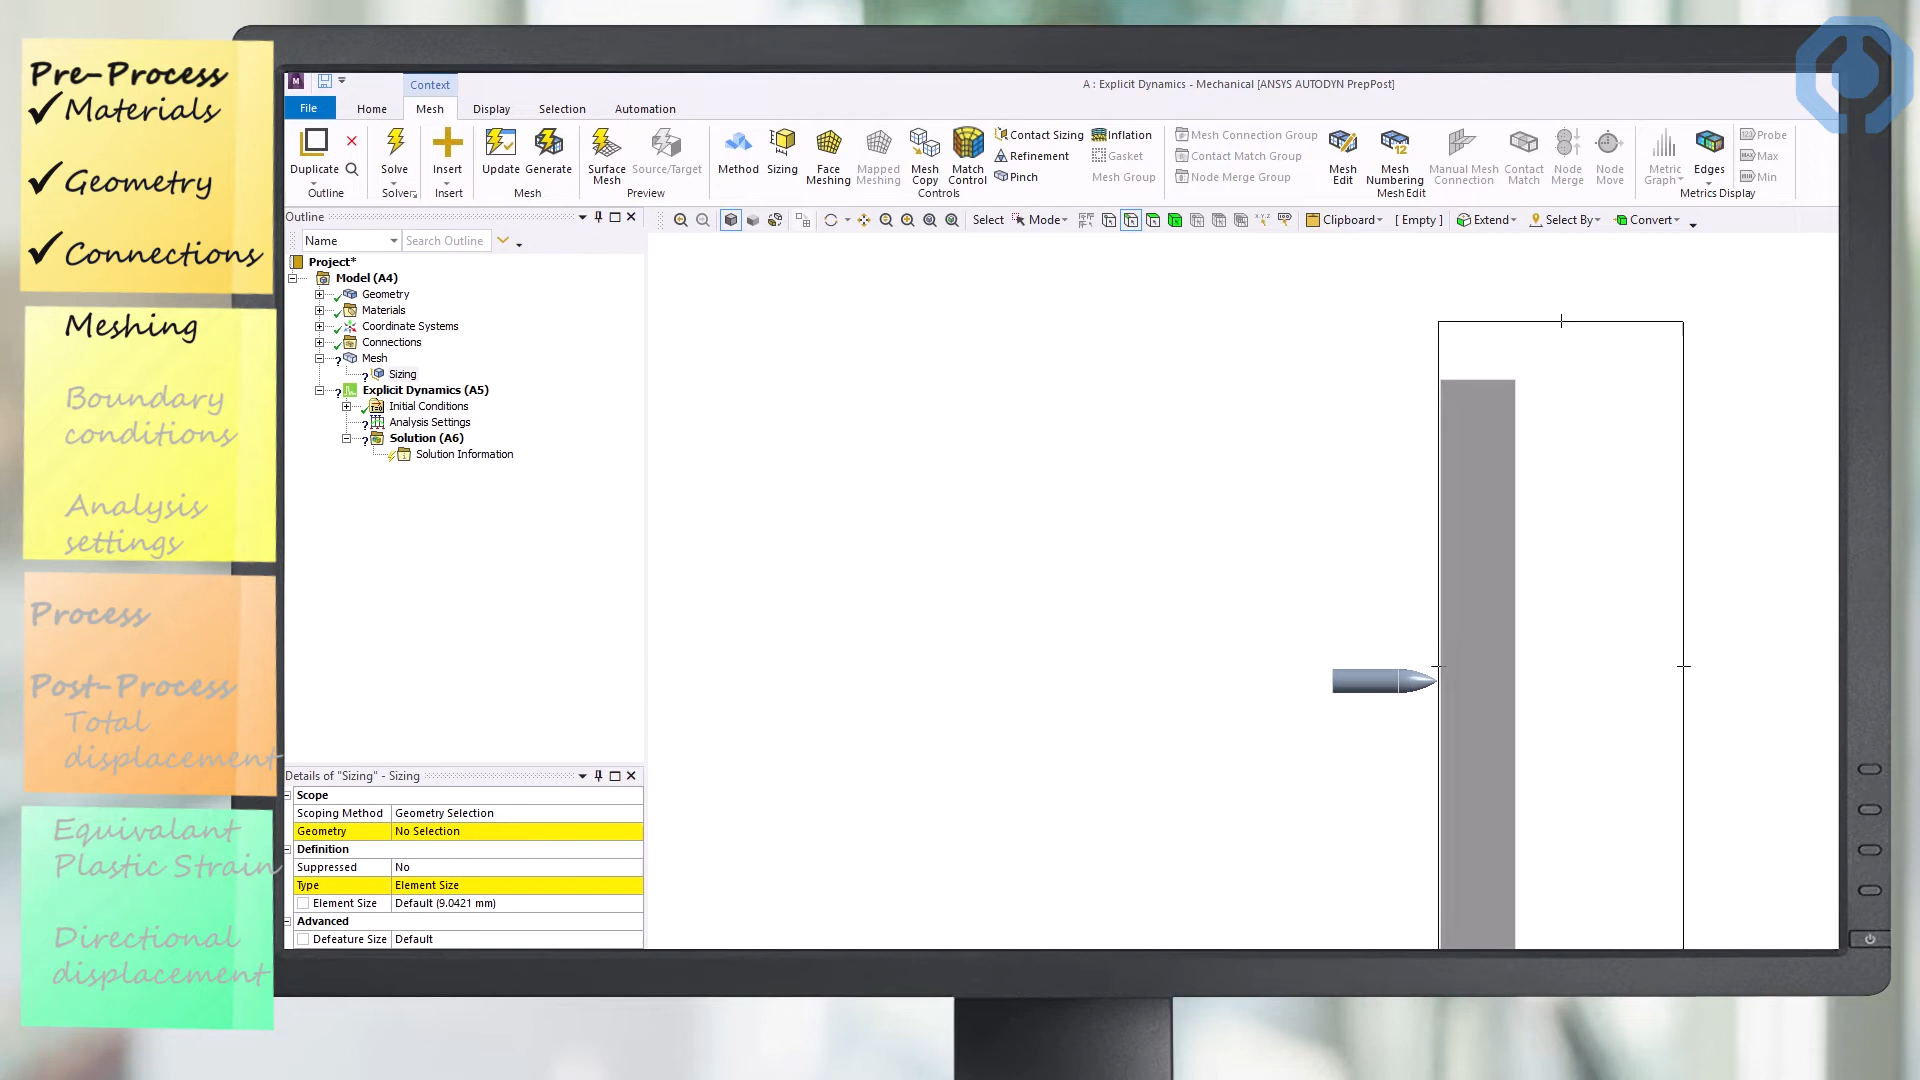 Pre-Process
Materials
Geometry
Connections
Meshing
Boundary
conditions
Analysis
settings
Process
Post-Process
Total
displacement
Equivalant
Plastic Strain
Directional
displacement
Context
A : Explicit Dynamics - Mechanical [ANSYS AUTODYN PrepPost]
File Home Mesh Display Selection Automation
Duplicate
Outline
Solve
Solve
Insert
Insert
Update Generate
Mesh
Surface
Mesh
Source/Target
Preview
Method Sizing
Face
Meshing
Mapped
Meshing
Mesh
Copy
Match
Control
Contact Sizing
Refinement
Pinch
Inflation
Gasket
Mesh Group
Controls
Mesh Connection Group
Contact Match Group
Node Merge Group
Mesh
Edit
Mesh
Numbering
Manual Mesh
Connection
Contact
Match
Node
Merge
Node
Move
Mesh Edit
Metric
Graph
Edges
Probe
Max
Min
Metrics Display
Outline
Select Mode Clipboard [ Empty ] Extend Select By Convert
Name Search Outline
Project*
Model (A4)
Geometry
Materials
Coordinate Systems
Connections
Mesh
Sizing
Explicit Dynamics (A5)
Initial Conditions
Analysis Settings
Solution (A6)
Solution Information
Details of "Sizing" - Sizing
Scope
Scoping Method Geometry Selection
Geometry No Selection
Definition
Suppressed No
Type Element Size
Element Size Default (9.0421 mm)
Advanced
Defeature Size Default